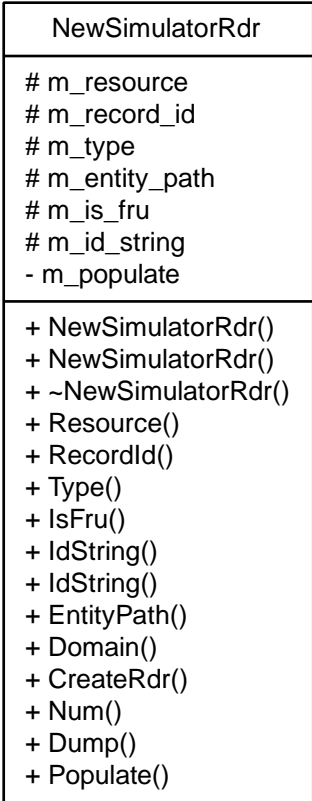 NewSimulatorRdr
# m_resource
# m_record_id
# m_type
# m_entity_path
# m_is_fru
# m_id_string
- m_populate
+ NewSimulatorRdr()
+ NewSimulatorRdr()
+ ~NewSimulatorRdr()
+ Resource()
+ RecordId()
+ Type()
+ IsFru()
+ IdString()
+ IdString()
+ EntityPath()
+ Domain()
+ CreateRdr()
+ Num()
+ Dump()
+ Populate()